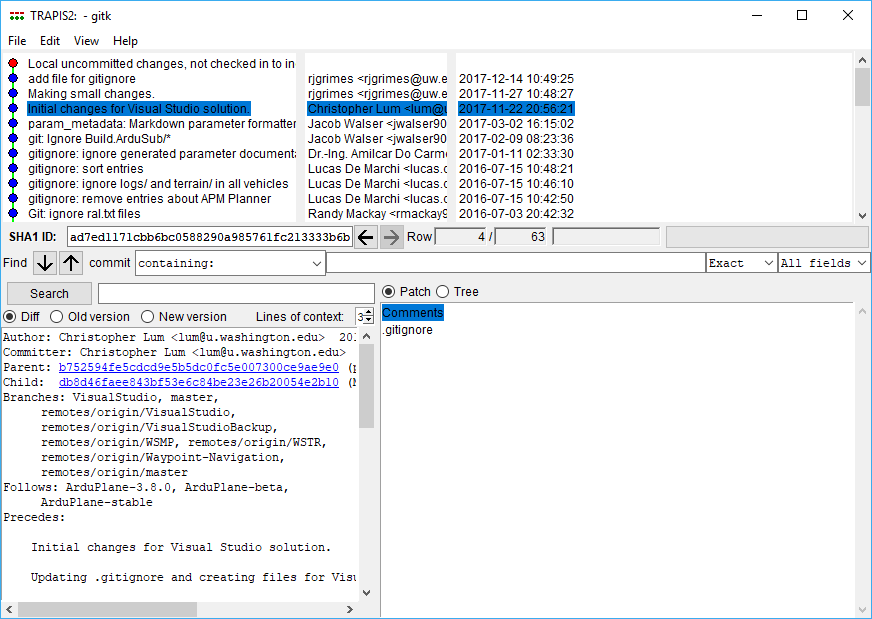 TRAPIS2: - gitk
File Edit View Help
Local uncommitted changes, not checked in to in
add file for gitignore rjgrimes <rjgrimes@uw.e 2017-12-14 10:49:25
Making small changes. rjgrimes <rjgrimes@uw.e 2017-11-27 10:48:27
Initial changes for Visual Studio solution. Christopher Lum <lum@u 2017-11-22 20:56:21
param_metadata: Markdown parameter formatter Jacob Walser <jwalser90 2017-03-02 16:15:02
git: Ignore Build.ArduSub/* Jacob Walser <jwalser90 2017-02-09 08:23:36
gitignore: ignore generated parameter documenta Dr.-Ing. Amilcar Do Carmo 2017-01-11 02:33:30
gitignore: sort entries Lucas De Marchi <lucas.d 2016-07-15 10:48:21
gitignore: ignore logs/ and terrain/ in all vehicles Lucas De Marchi <lucas.d 2016-07-15 10:46:10
gitignore: remove entries about APM Planner Lucas De Marchi <lucas.d 2016-07-15 10:42:50
Git: ignore ral.txt files Randy Mackay <rmackay9 2016-07-03 20:42:32
SHA1 ID: ad7ed1171cbb6bc0588290a985761fc213333b6b Row 4 / 63
Find commit containing: Exact All fields
Search
Patch Tree
Diff Old version New version Lines of context: 3
Comments
.gitignore
Author: Christopher Lum <lum@u.washington.edu> 201
Committer: Christopher Lum <lum@u.washington.edu>
Parent: b752594fe5cdcd9e5b5dc0fc5e007300ce9ae9e0 (p
Child: db8d46faee843bf53e6c84be23e26b20054e2b10 (M
Branches: VisualStudio, master,
remotes/origin/VisualStudio,
remotes/origin/VisualStudioBackup,
remotes/origin/WSMP, remotes/origin/WSTR,
remotes/origin/Waypoint-Navigation,
remotes/origin/master
Follows: ArduPlane-3.8.0, ArduPlane-beta,
ArduPlane-stable
Precedes:
Initial changes for Visual Studio solution.
Updating .gitignore and creating files for Visu